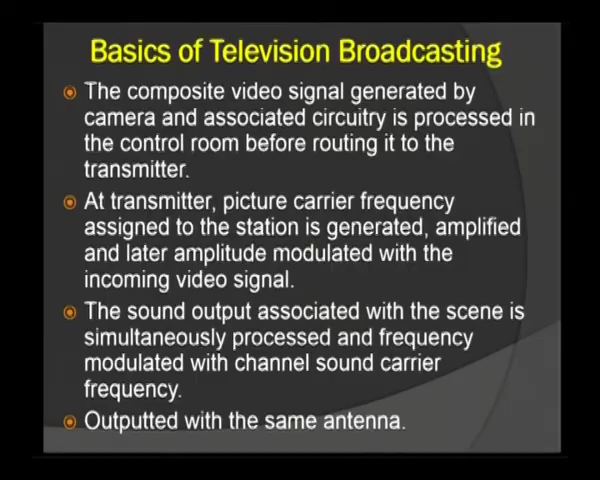 Basics of Television Broadcasting
The composite video signal generated by
camera and associated circuitry is processed in
the control room before routing it to the
transmitter.
At transmitter, picture carrier frequency
assigned to the station is generated, amplified
and later amplitude modulated with the
incoming video signal.
The sound output associated with the scene is
simultaneously processed and frequency
modulated with channel sound carrier
frequency.
Outputted with the same antenna.